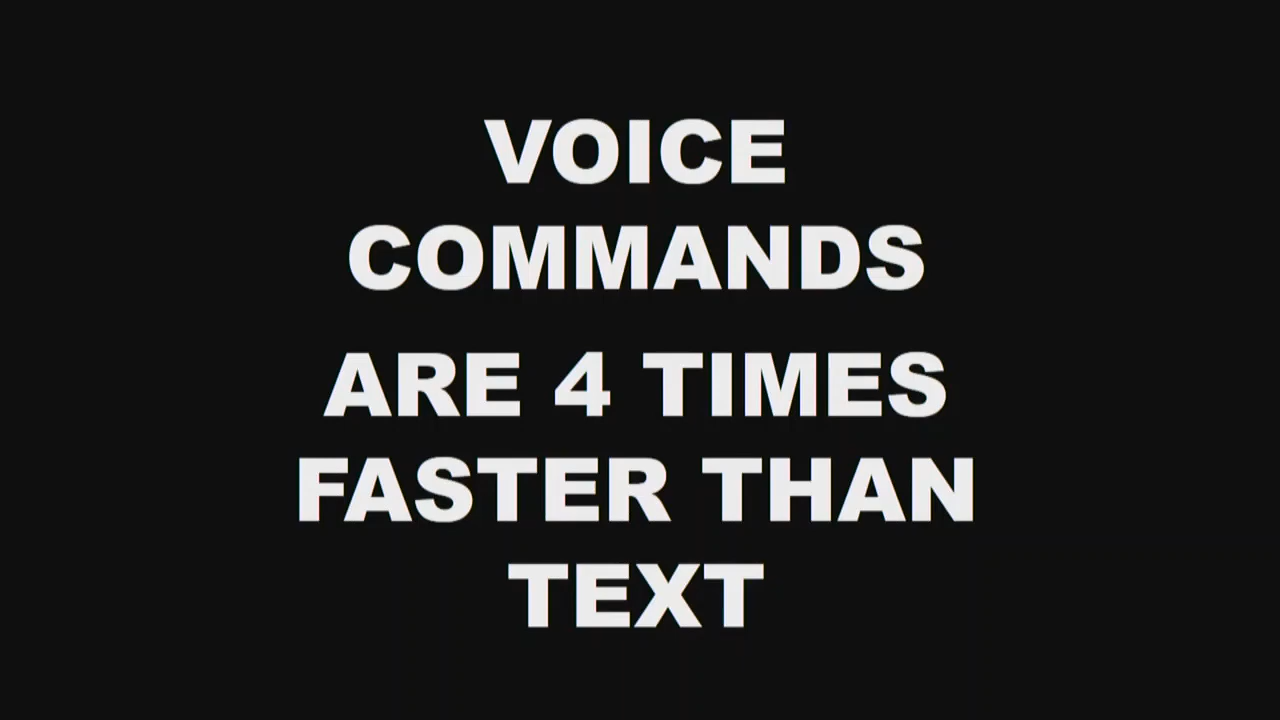 VOICE
COMMANDS
ARE 4 TIMES
FASTER THAN
TEXT